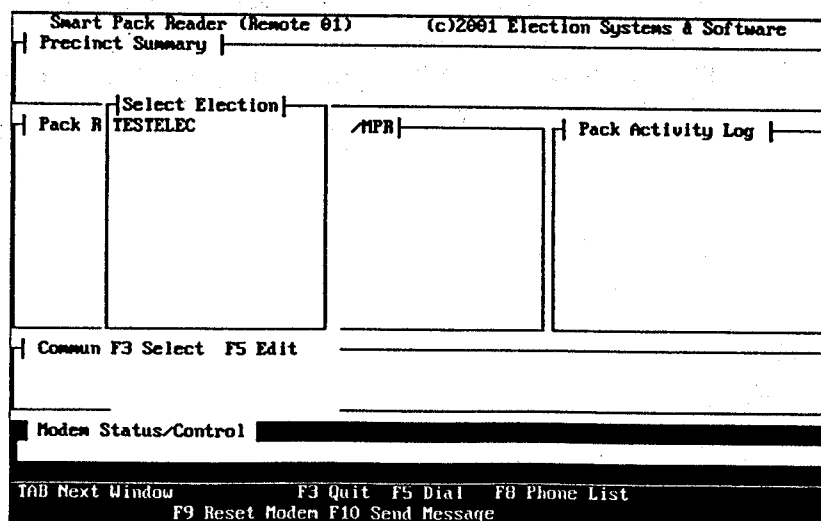 Smart Pack Reader (Remote 01) (c)2001 Election Systems & Software
Precinct Summary
Select Election
Pack R TESTELEC /MPR Pack Activity Log
Commun F3 Select F5 Edit
Modem Status/Control
TAB Next Window F3 Quit F5 Dial F8 Phone List
F9 Reset Modem F10 Send Message